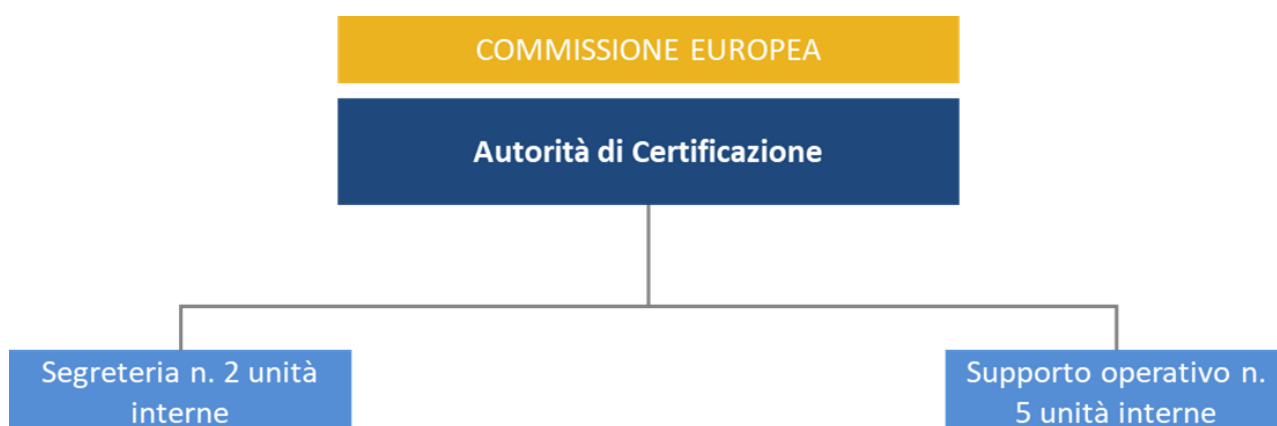 COMMISSIONE EUROPEA
Autorità di Certificazione
Segreteria n. 2 unità
interne
Supporto operativo n.
5 unità interne